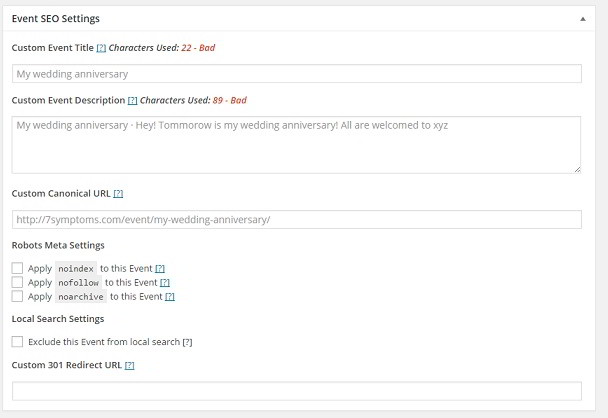 Event SEO Settings
Custom Event Title [?] Characters Used: 22 - Bad
My wedding anniversary
Custom Event Description [?] Characters Used: 89 - Bad
My wedding anniversary - Hey! Tommorow is my wedding anniversary! All are welcomed to xyz
Custom Canonical URL [?]
http://7symptoms.com/event/my-wedding-anniversary/
Robots Meta Settings
Apply noindex to this Event [?]
Apply nofollow to this Event [?]
Apply noarchive to this Event [?]
Local Search Settings
Exclude this Event from local search [?]
Custom 301 Redirect URL [?]